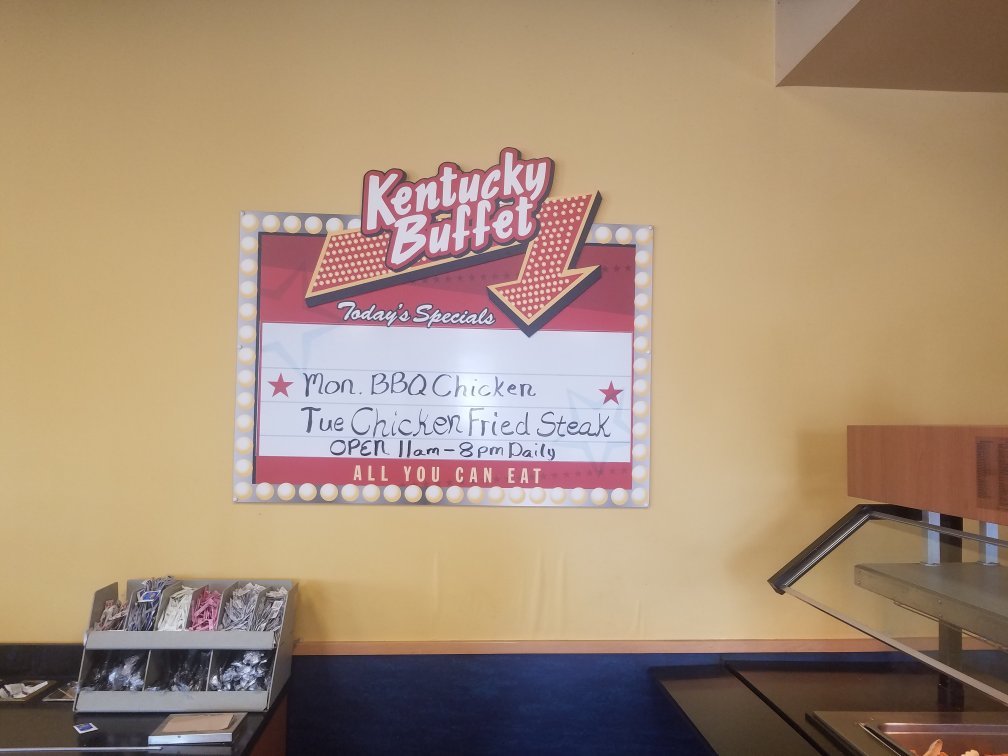 Kentucky
Buffet
Today's Specials
Mon. BBQ Chicken
Tue Chicken Fried Steak
OPEN 11am-8pm Daily
ALL YOU CAN EAT